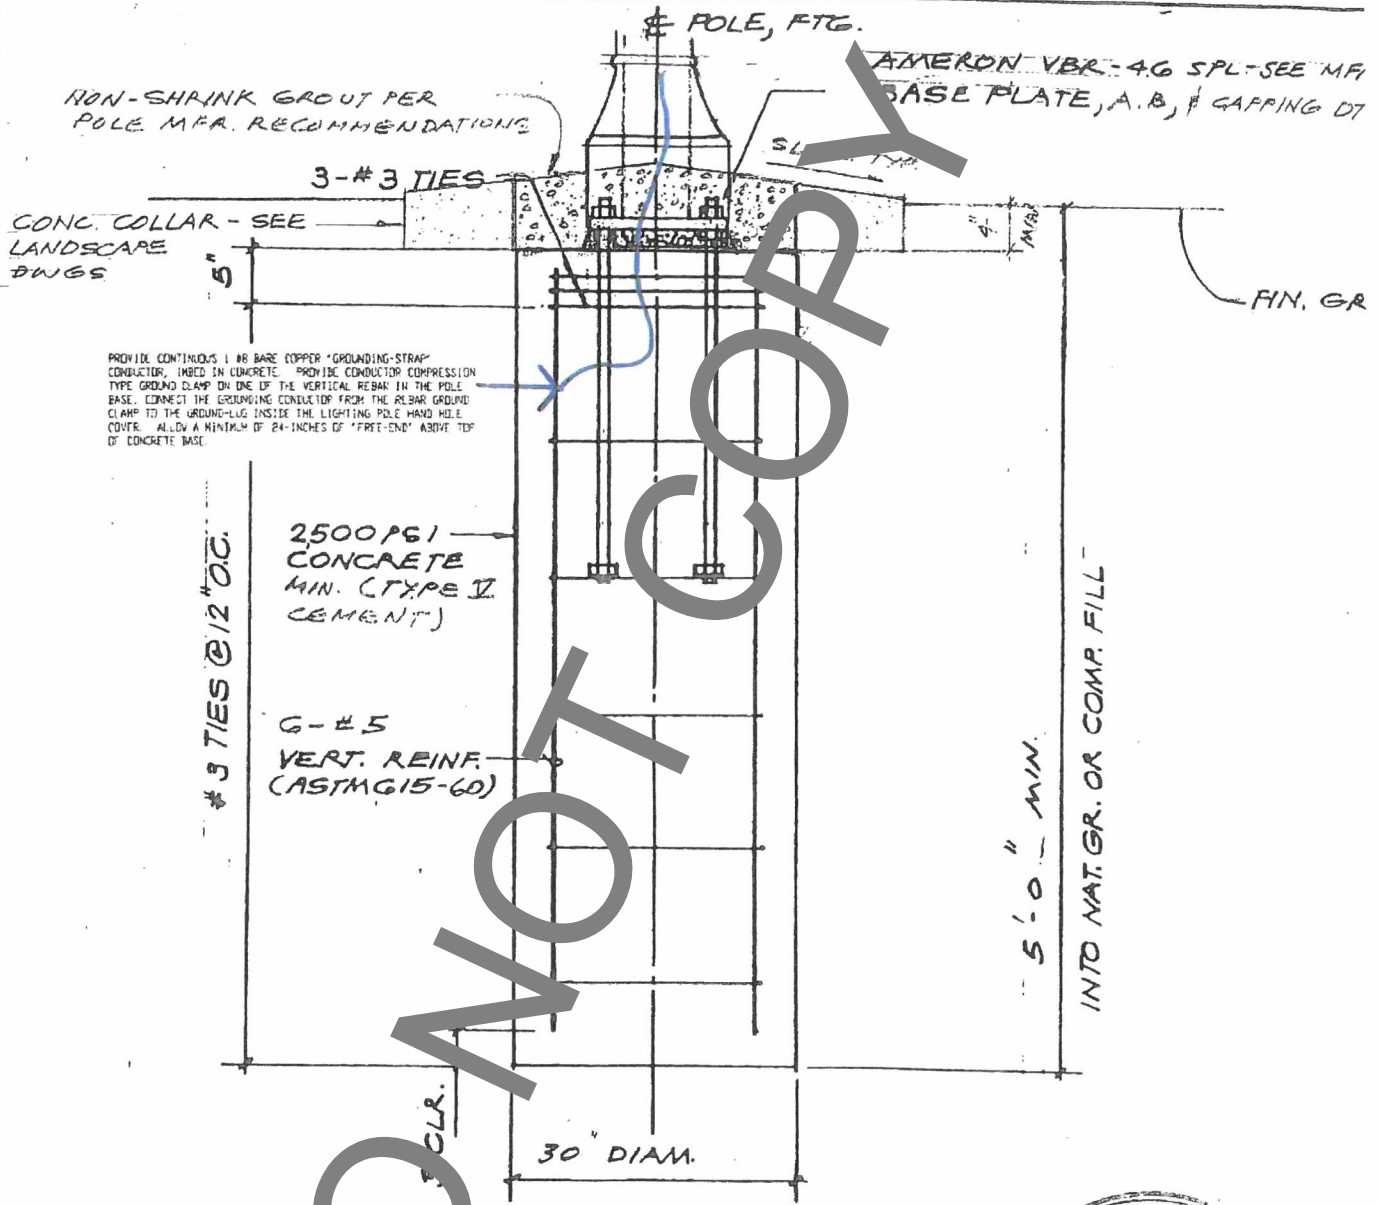 ℄ POLE, FTG.
AMERON VBR-4.6 SPL-SEE MF
BASE PLATE, A.B, & CAPPING
NON-SHRINK GROUT PER
POLE MFR. RECOMMENDATIONS
3-#3 TIES
CONC. COLLAR - SEE
LANDSCAPE
DWGS
5"
4"
MAX
FIN. GR
PROVIDE CONTINUOUS 1 #8 BARE COPPER "GROUNDING-STRAP"
CONDUCTOR, IMBED IN CONCRETE. PROVIDE CONDUCTOR COMPRESSION
TYPE GROUND CLAMP ON ONE OF THE VERTICAL REBAR IN THE POLE
BASE. CONNECT THE GROUNDING CONDUCTOR FROM THE REBAR GROUND
CLAMP TO THE GROUND-LUG INSIDE THE LIGHTING POLE HAND HOLE
COVER. ALLOW A MINIMUM OF 24-INCHES OF "FREE-END" ABOVE TOP
OF CONCRETE BASE.
#3 TIES @ 12" O.C.
2500 PSI
CONCRETE
MIN. (TYPE V
CEMENT)
6-#5
VERT. REINF.
(ASTM G15-60)
5'-0" MIN.
INTO NAT. GR. OR COMP. FILL
CLR.
30" DIAM.
NOT COPY